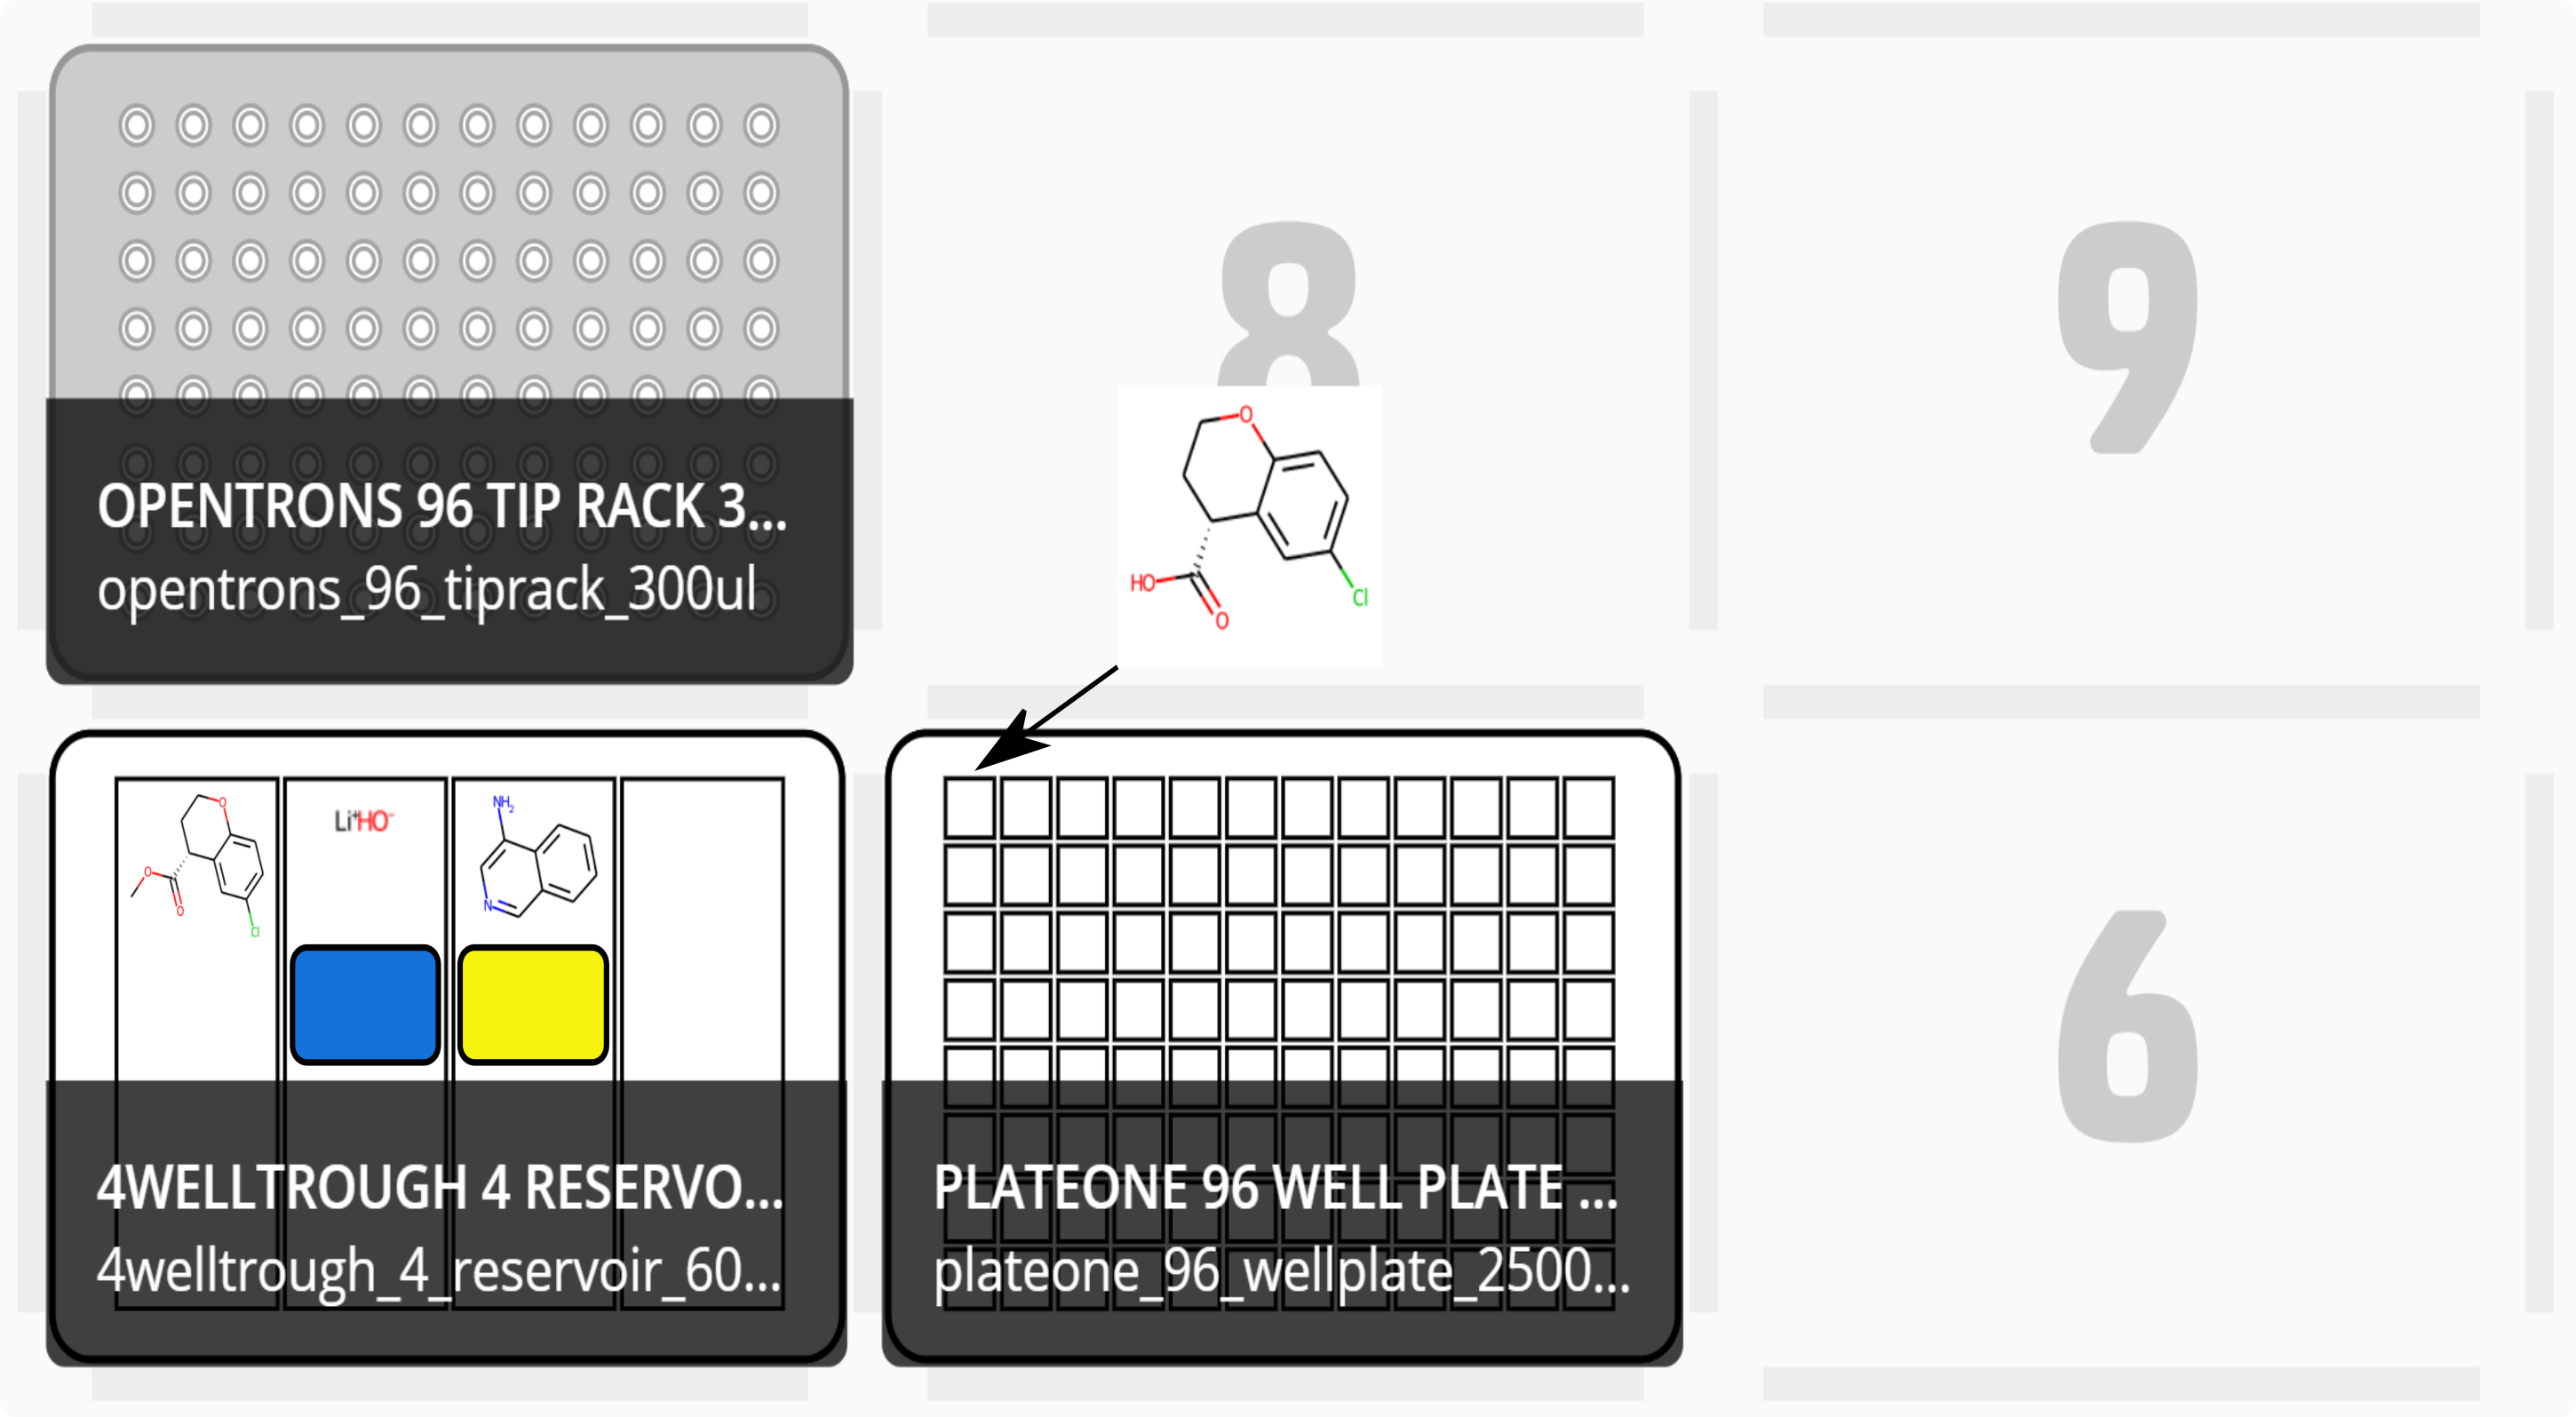 8
9
O
HO
O
Cl
OPENTRONS 96 TIP RACK 3...
opentrons_96_tiprack_300ul
O
O
O
Cl
Li⁺HO⁻
NH₂
N
6
4WELLTROUGH 4 RESERVO...
4welltrough_4_reservoir_60...
PLATEONE 96 WELL PLATE ...
plateone_96_wellplate_2500...